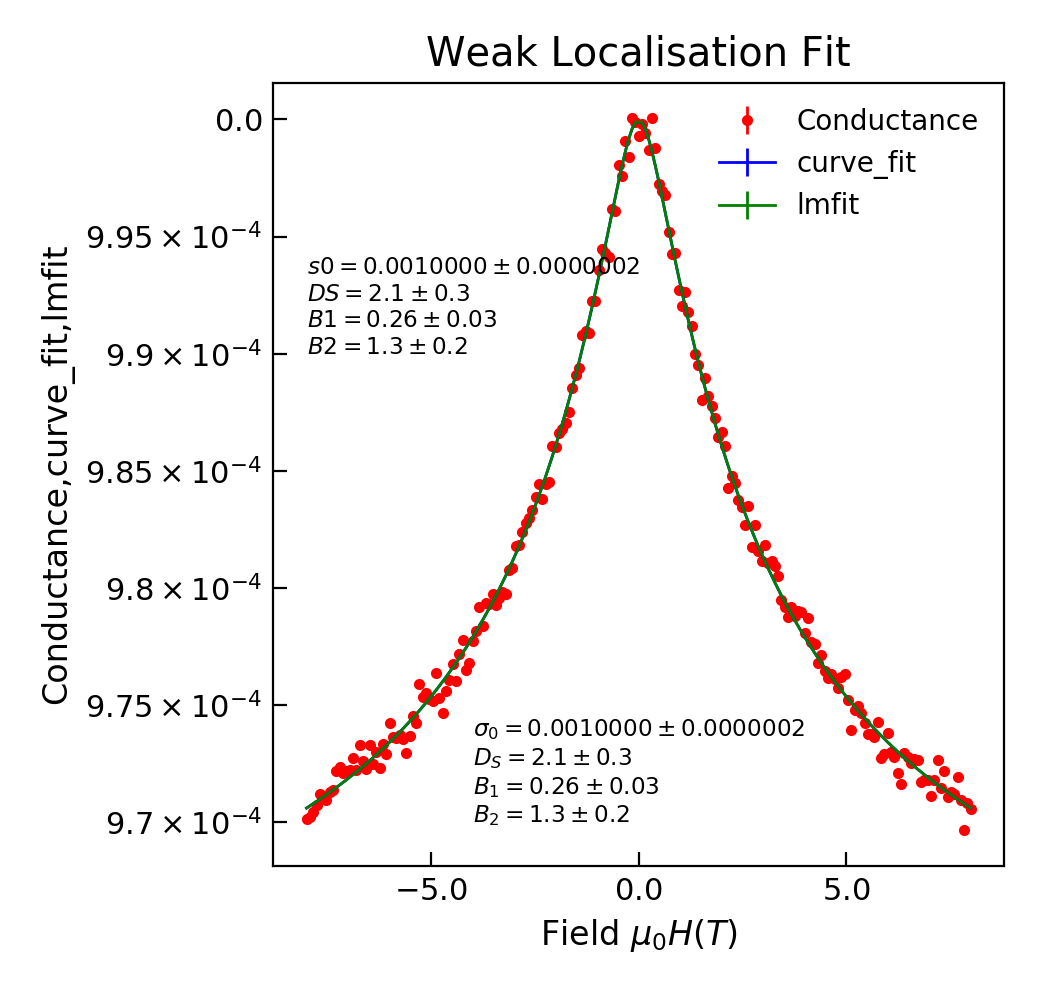 Weak Localisation Fit
0.0
9.95 × 10⁻⁴
9.9 × 10⁻⁴
9.85 × 10⁻⁴
9.8 × 10⁻⁴
9.75 × 10⁻⁴
9.7 × 10⁻⁴
Conductance,curve_fit,lmfit
Conductance
curve_fit
lmfit
s0 = 0.0010000 ± 0.0000002
DS = 2.1 ± 0.3
B1 = 0.26 ± 0.03
B2 = 1.3 ± 0.2
σ₀ = 0.0010000 ± 0.0000002
D_S = 2.1 ± 0.3
B₁ = 0.26 ± 0.03
B₂ = 1.3 ± 0.2
−5.0 0.0 5.0
Field μ₀H(T)